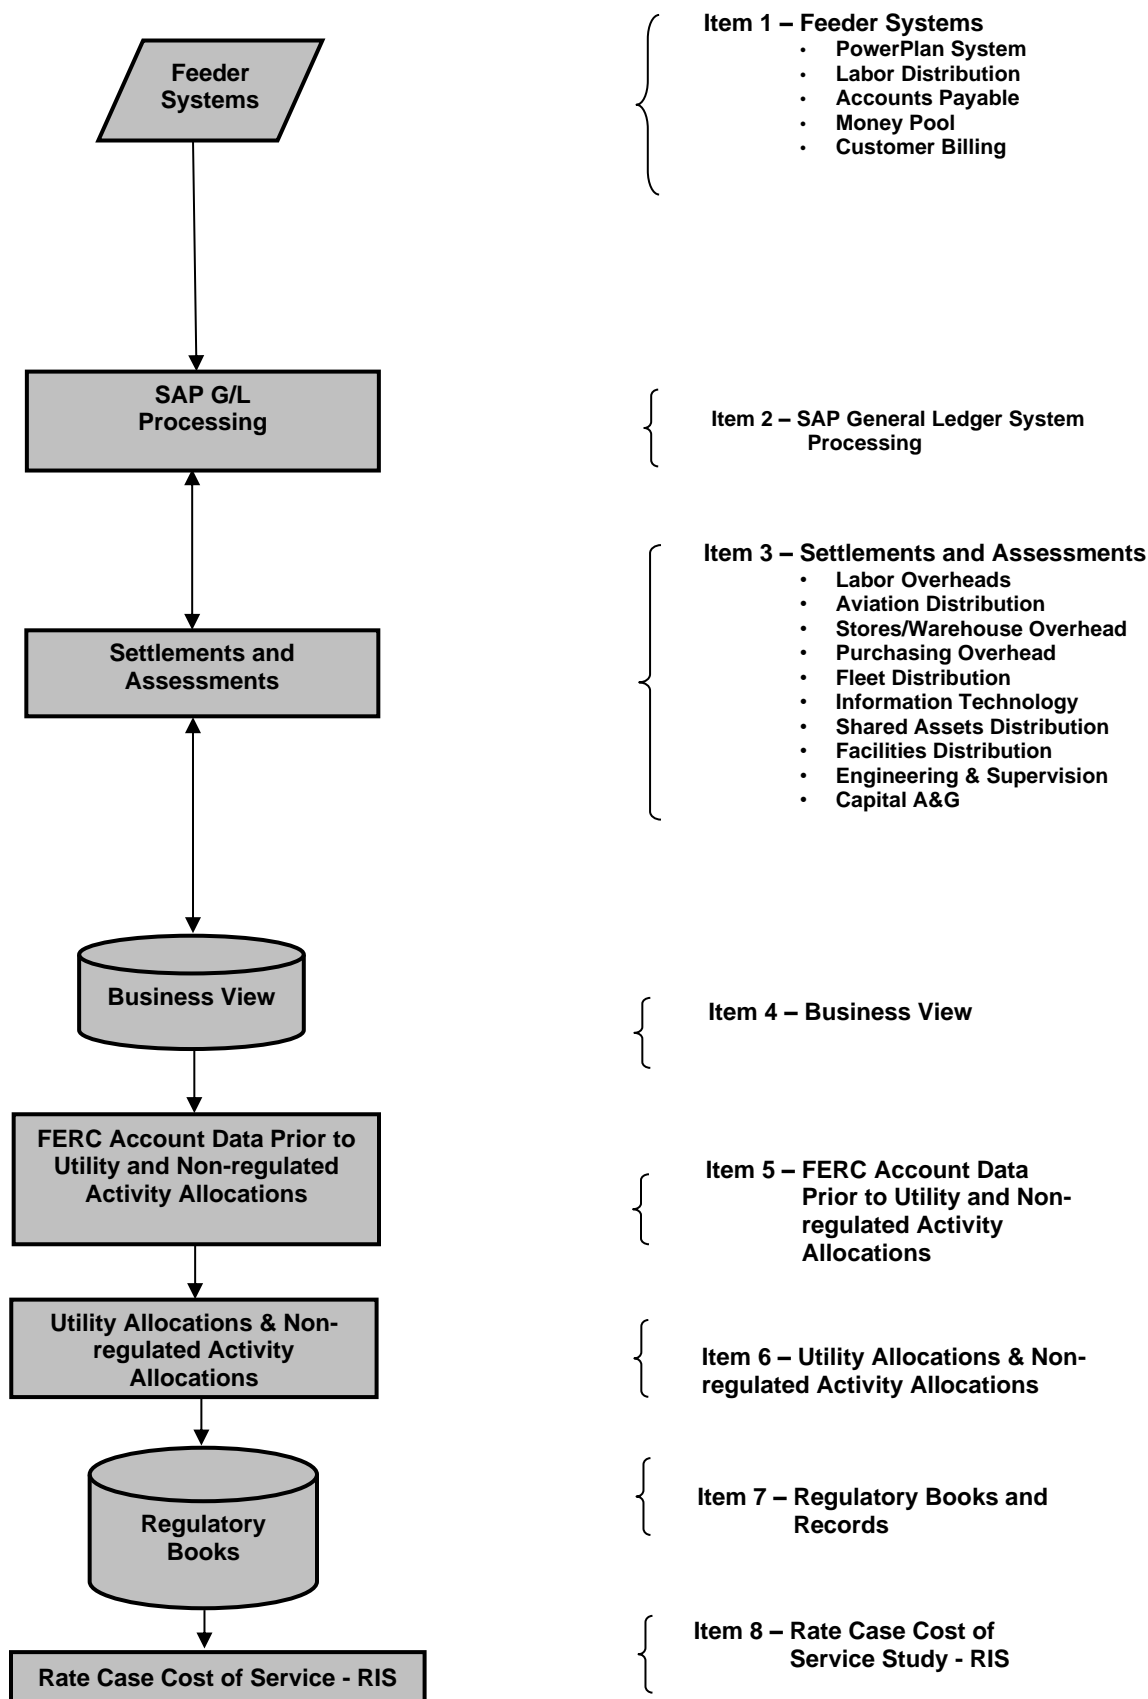 Feeder
Systems
Item 1 – Feeder Systems
• PowerPlan System
• Labor Distribution
• Accounts Payable
• Money Pool
• Customer Billing
SAP G/L
Processing
Item 2 – SAP General Ledger System
Processing
Settlements and
Assessments
Item 3 – Settlements and Assessments
• Labor Overheads
• Aviation Distribution
• Stores/Warehouse Overhead
• Purchasing Overhead
• Fleet Distribution
• Information Technology
• Shared Assets Distribution
• Facilities Distribution
• Engineering & Supervision
• Capital A&G
Business View
Item 4 – Business View
FERC Account Data Prior to
Utility and Non-regulated
Activity Allocations
Item 5 – FERC Account Data
Prior to Utility and Non-
regulated Activity
Allocations
Utility Allocations & Non-
regulated Activity
Allocations
Item 6 – Utility Allocations & Non-
regulated Activity Allocations
Regulatory
Books
Item 7 – Regulatory Books and
Records
Rate Case Cost of Service - RIS
Item 8 – Rate Case Cost of
Service Study - RIS